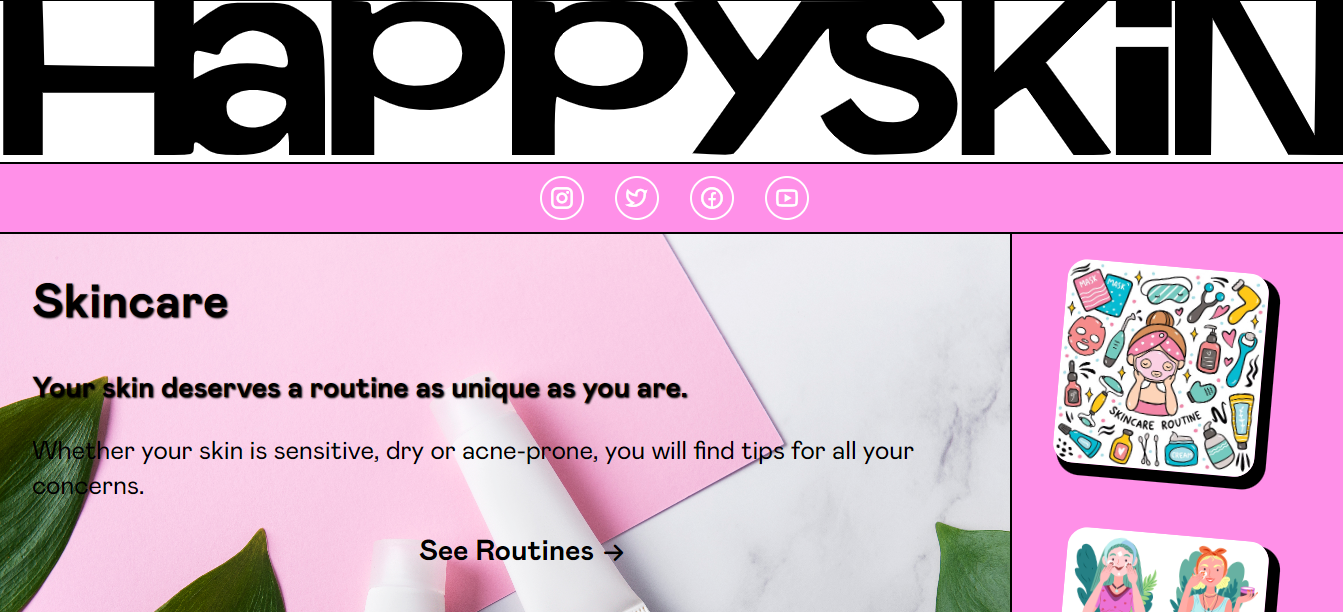 HappyskiN
Skincare
Your skin deserves a routine as unique as you are.
Whether your skin is sensitive, dry or acne-prone, you will find tips for all your
concerns.
See Routines →
MASK
MASK
SKINCARE ROUTINE
CREAM